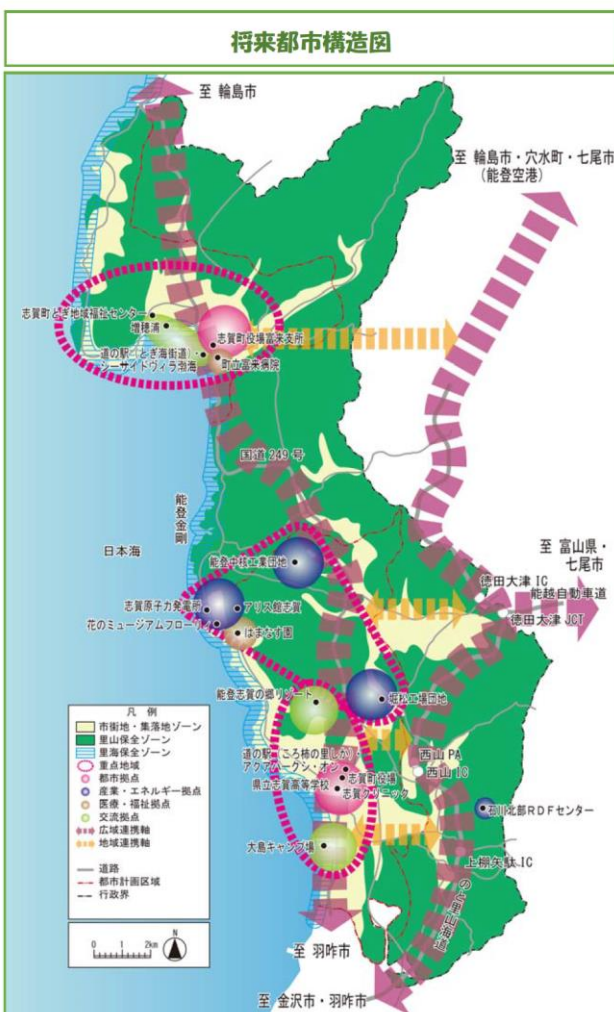 将来都市構造図
至 輪島市
至 輪島市・穴水町・七尾市
(能登空港)
志賀町とぎ地域福祉センター
増穂浦
志賀町役場富来支所
道の駅(とぎ海街道)
シーサイドヴィラ渤海
町立富来病院
国道249号
能登金剛
日本海
能登中核工業団地
至 富山県・
七尾市
徳田大津 IC
能越自動車道
徳田大津 JCT
志賀原子力発電所
アリス館志賀
花のミュージアムフローリィ
はまなす園
能登志賀の郷リゾート
堀松工場団地
道の駅(ころ柿の里しか)・
アクアパークシ・オン
西山 PA
志賀町役場
西山 IC
県立志賀高等学校
志賀クリニック
石川北部RDFセンター
大島キャンプ場
上棚矢駄 IC
のと里山海道
至 羽咋市
至 金沢市・羽咋市
凡 例
市街地・集落地ゾーン
里山保全ゾーン
里海保全ゾーン
重点地域
都市拠点
産業・エネルギー拠点
医療・福祉拠点
交流拠点
広域連携軸
地域連携軸
道路
都市計画区域
行政界
0 1 2km
N